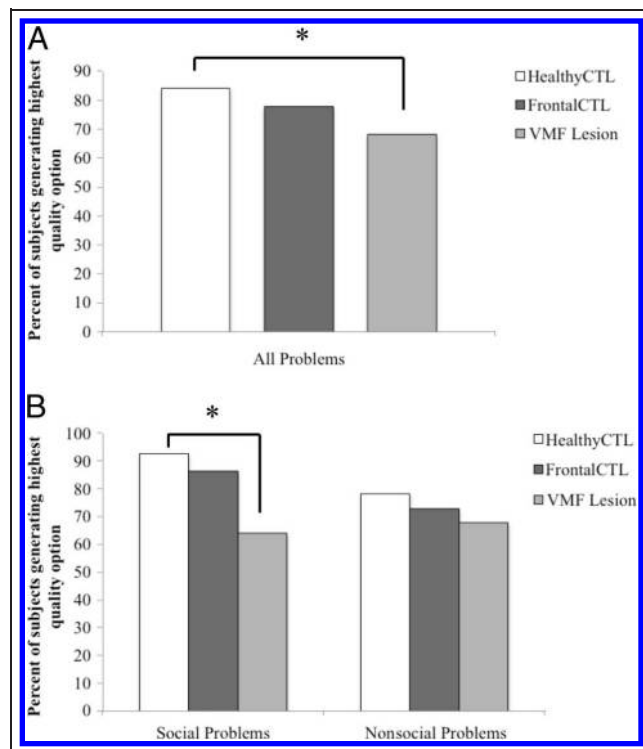 A
*
Percent of subjects generating highest
quality option
90
80
70
60
50
40
30
20
10
0
All Problems
HealthyCTL
FrontalCTL
VMF Lesion
B
*
Percent of subjects generating highest
quality option
100
90
80
70
60
50
40
30
20
10
0
Social Problems
Nonsocial Problems
HealthyCTL
FrontalCTL
VMF Lesion